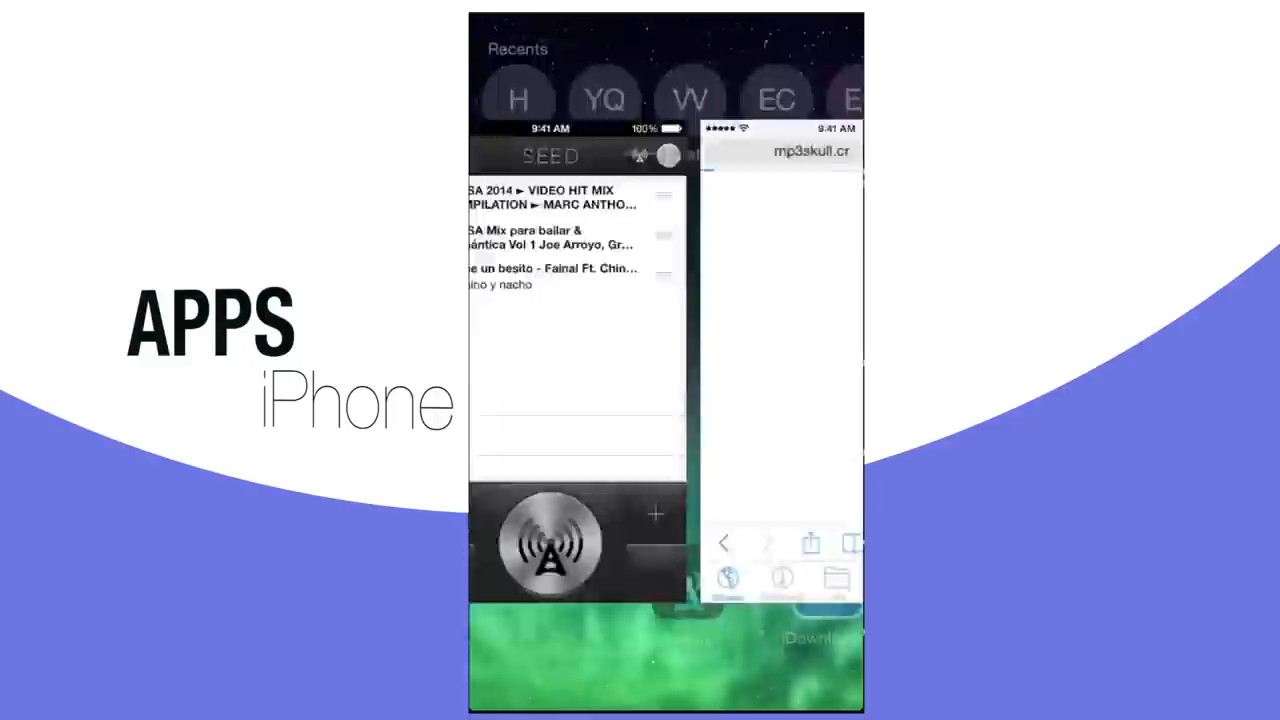 Recents
H YQ VV EC E
9:41 AM 100%
SEED
SA 2014 ► VIDEO HIT MIX
MPILATION ► MARC ANTHO...
SA Mix para bailar &
ántica Vol 1 Joe Arroyo, Gr...
e un besito - Fainal Ft. Chin...
ino y nacho
9:41 AM
mp3skull.cr
APPS
iPhone
iDownl